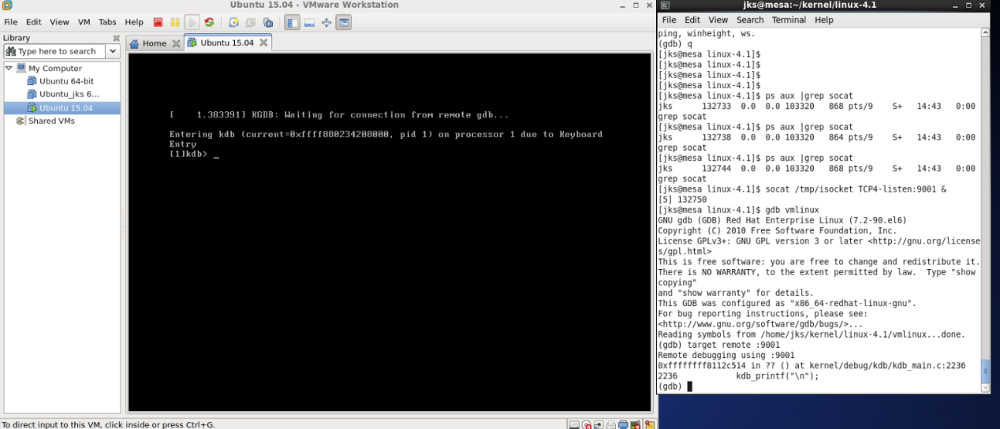 Ubuntu 15.04 - VMware Workstation
File Edit View VM Tabs Help
Library
Type here to search
My Computer
Ubuntu 64-bit
Ubuntu_jks 6...
Ubuntu 15.04
Shared VMs
Home
Ubuntu 15.04
[    1.383391] KGDB: Waiting for connection from remote gdb...
Entering kdb (current=0xffff880234208000, pid 1) on processor 1 due to Keyboard
Entry
[1]kdb> _
To direct input to this VM, click inside or press Ctrl+G.
jks@mesa:~/kernel/linux-4.1
File Edit View Search Terminal Help
ping, winheight, ws.
(gdb) q
[jks@mesa linux-4.1]$
[jks@mesa linux-4.1]$
[jks@mesa linux-4.1]$
[jks@mesa linux-4.1]$
[jks@mesa linux-4.1]$ ps aux |grep socat
jks      132733  0.0  0.0 103320   868 pts/9    S+   14:43   0:00
grep socat
[jks@mesa linux-4.1]$ ps aux |grep socat
jks      132738  0.0  0.0 103320   864 pts/9    S+   14:43   0:00
grep socat
[jks@mesa linux-4.1]$ ps aux |grep socat
jks      132744  0.0  0.0 103320   868 pts/9    S+   14:43   0:00
grep socat
[jks@mesa linux-4.1]$ socat /tmp/isocket TCP4-listen:9001 &
[5] 132750
[jks@mesa linux-4.1]$ gdb vmlinux
GNU gdb (GDB) Red Hat Enterprise Linux (7.2-90.el6)
Copyright (C) 2010 Free Software Foundation, Inc.
License GPLv3+: GNU GPL version 3 or later <http://gnu.org/license
s/gpl.html>
This is free software: you are free to change and redistribute it.
There is NO WARRANTY, to the extent permitted by law.  Type "show
copying"
and "show warranty" for details.
This GDB was configured as "x86_64-redhat-linux-gnu".
For bug reporting instructions, please see:
<http://www.gnu.org/software/gdb/bugs/>...
Reading symbols from /home/jks/kernel/linux-4.1/vmlinux...done.
(gdb) target remote :9001
Remote debugging using :9001
0xffffffff8112c514 in ?? () at kernel/debug/kdb/kdb_main.c:2236
2236            kdb_printf("\n");
(gdb)